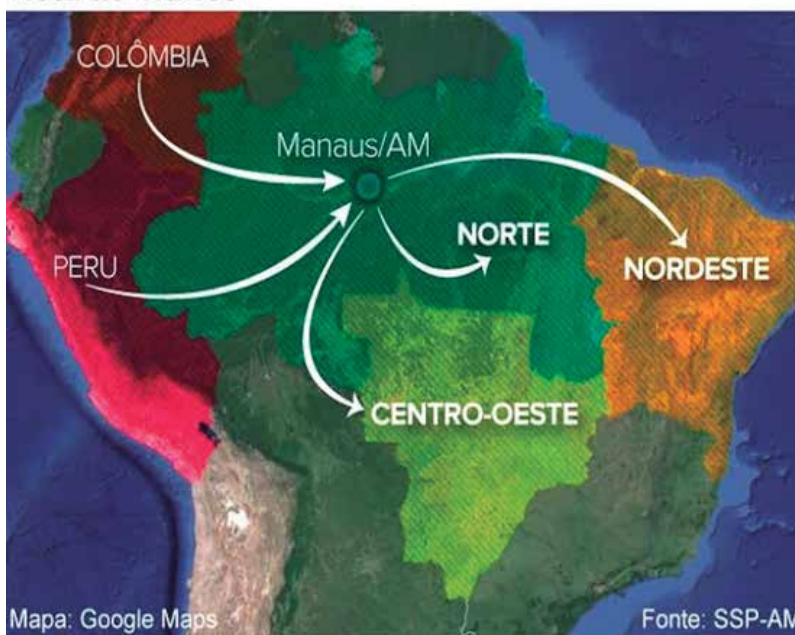 COLÔMBIA
Manaus/AM
NORTE
PERU
NORDESTE
CENTRO-OESTE
Mapa: Google Maps
Fonte: SSP-AM